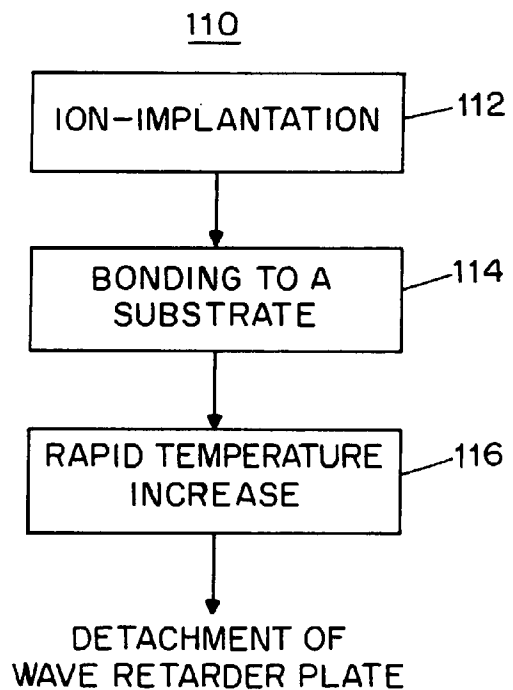 110
ION-IMPLANTATION
112
BONDING TO A
SUBSTRATE
114
RAPID TEMPERATURE
INCREASE
116
DETACHMENT OF
WAVE RETARDER PLATE